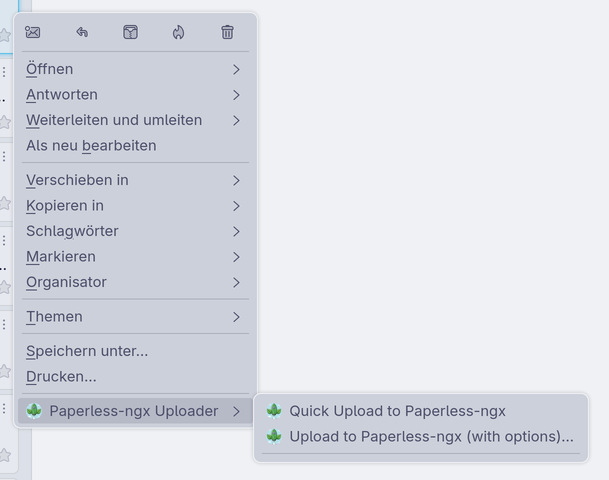 Öffnen
Antworten
Weiterleiten und umleiten
Als neu bearbeiten
Verschieben in
Kopieren in
Schlagwörter
Markieren
Organisator
Themen
Speichern unter...
Drucken...
Paperless-ngx Uploader
Quick Upload to Paperless-ngx
Upload to Paperless-ngx (with options)...